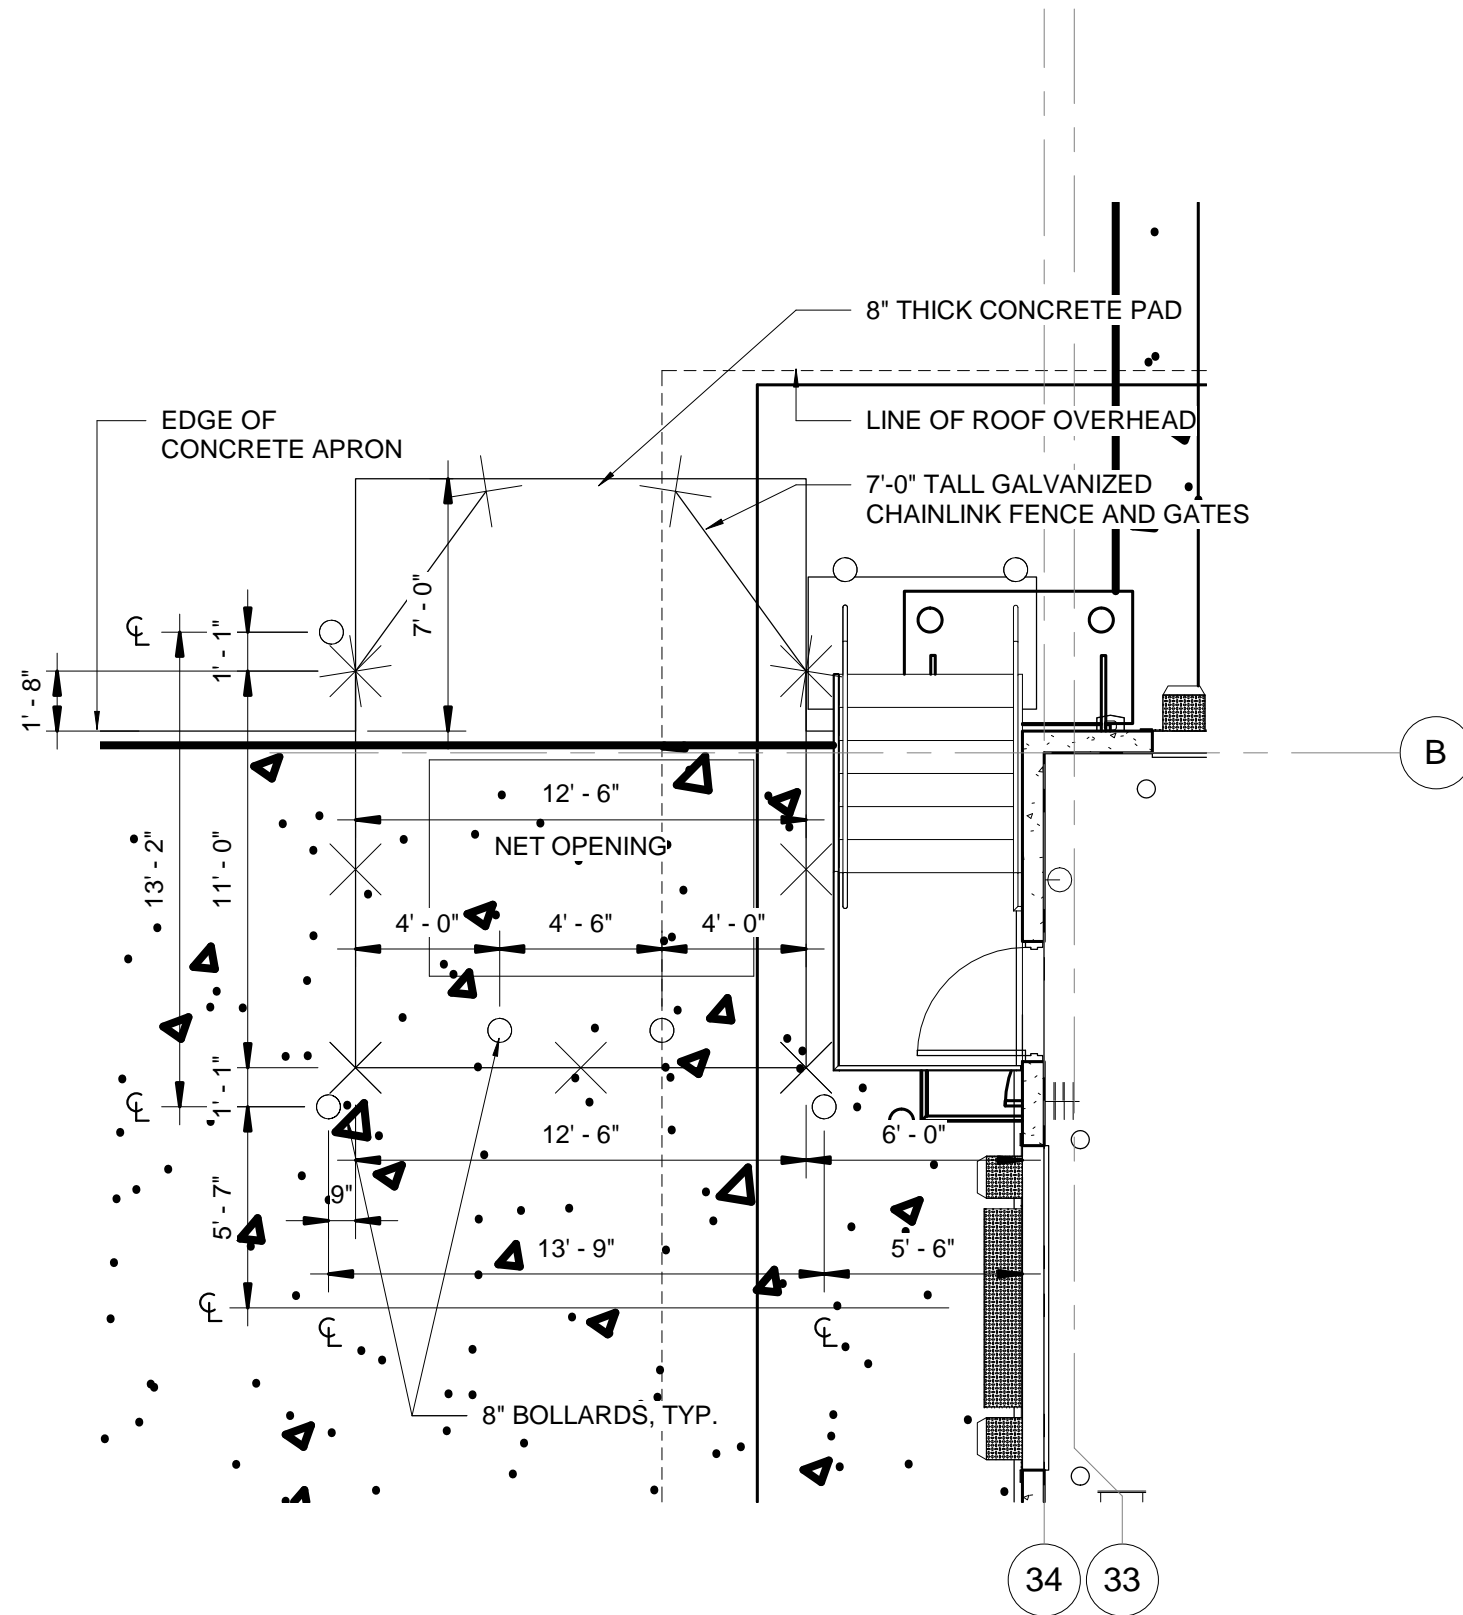 8" THICK CONCRETE PAD
EDGE OF
CONCRETE APRON
LINE OF ROOF OVERHEAD
7'-0" TALL GALVANIZED
CHAINLINK FENCE AND GATES
7' - 0"
℄
1' - 1"
1' - 8"
B
12' - 6"
NET OPENING
13' - 2"
11' - 0"
4' - 0"
4' - 6"
4' - 0"
℄
1' - 1"
12' - 6"
6' - 0"
9"
5' - 7"
13' - 9"
5' - 6"
℄
℄
℄
8" BOLLARDS, TYP.
34
33